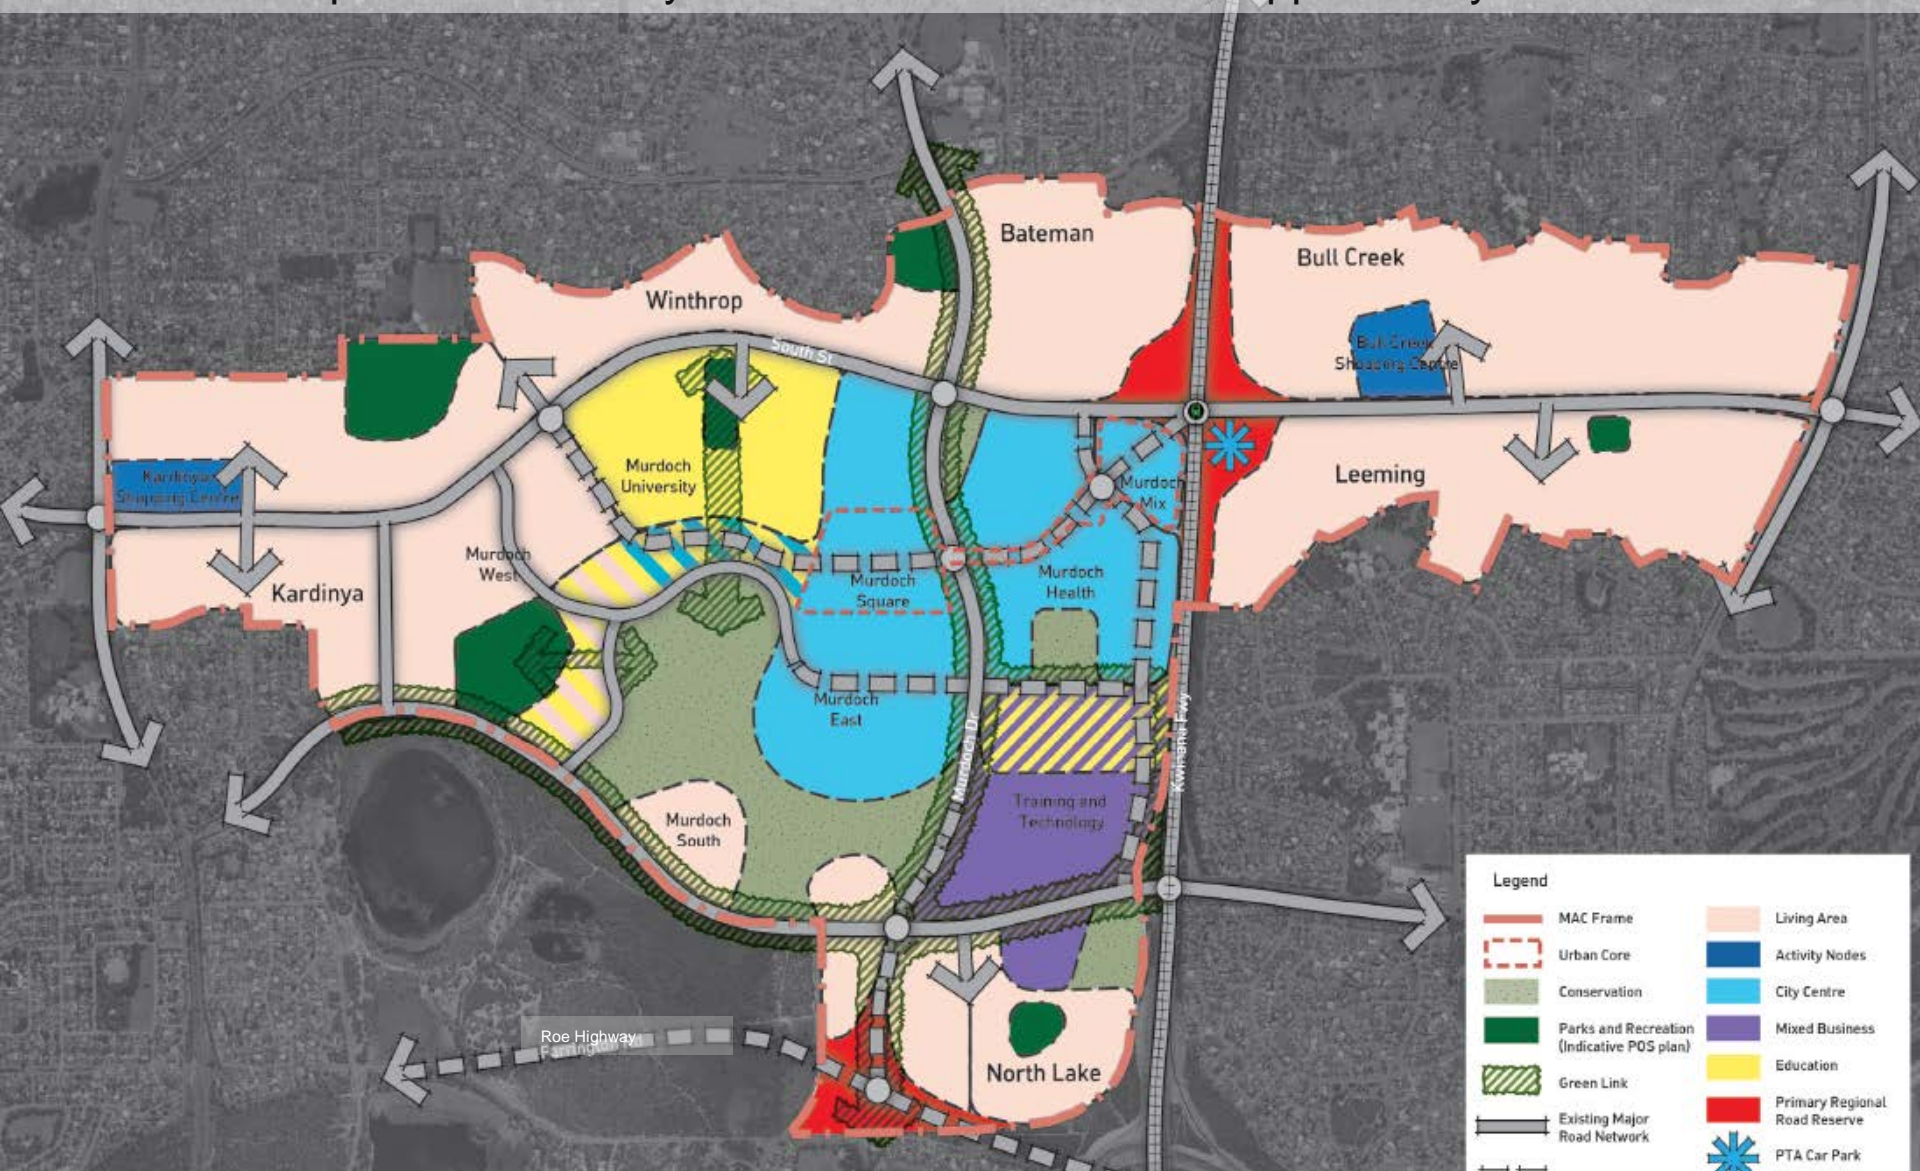 Bateman
Bull Creek
Winthrop
South St
Bull Creek
Shopping Centre
Murdoch
University
Leeming
Kardinya
Shopping Centre
Murdoch
Mix
Murdoch
West
Murdoch
Health
Murdoch
Square
Kardinya
Murdoch
East
Murdoch Dr
Kwinana Fwy
Training and
Technology
Murdoch
South
Roe Highway
Farrington Rd
North Lake
Legend
MAC Frame
Urban Core
Conservation
Parks and Recreation
(Indicative POS plan)
Green Link
Existing Major
Road Network
Living Area
Activity Nodes
City Centre
Mixed Business
Education
Primary Regional
Road Reserve
PTA Car Park